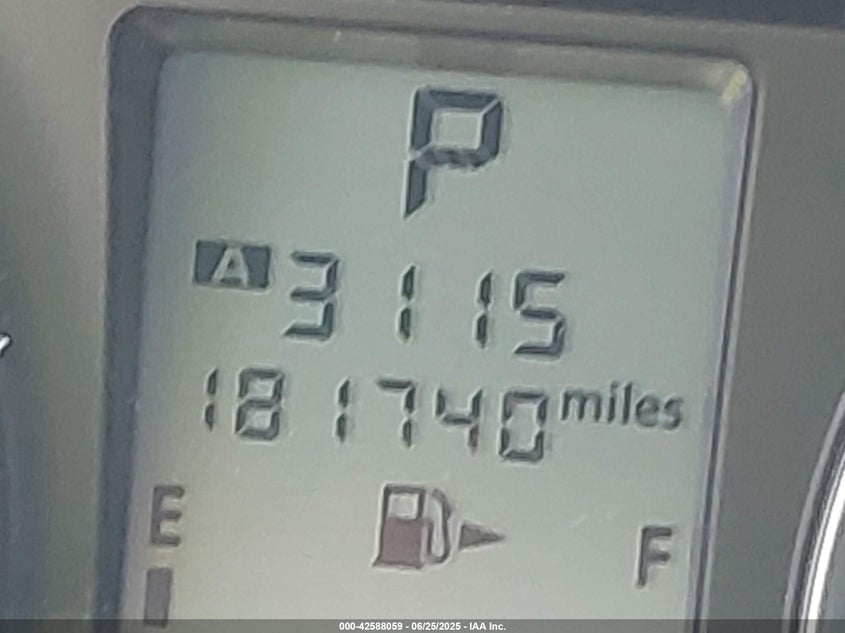 P
A 3115
181740 miles
E F
000-42588059 - 06/25/2025 - IAA Inc.